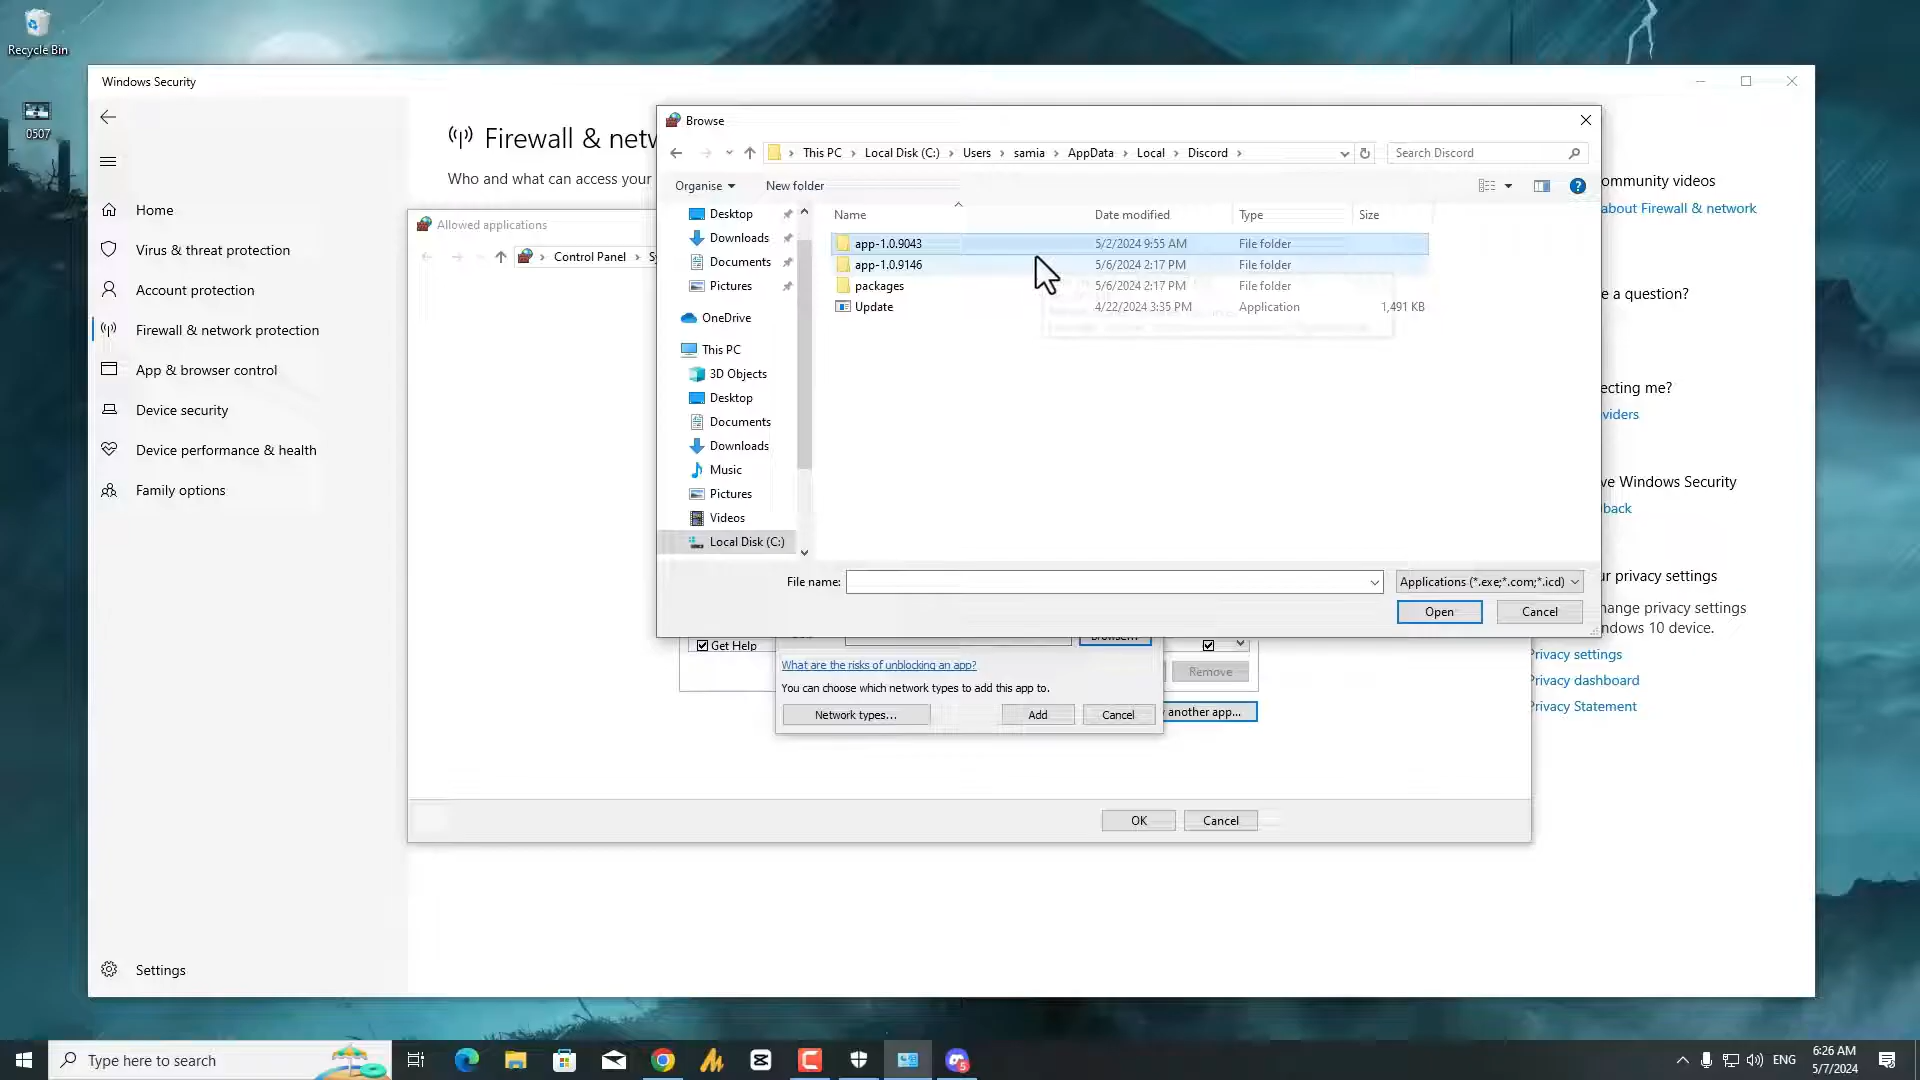 Recycle Bin
0507
Windows Security
Home
Virus & threat protection
Account protection
Firewall & network protection
App & browser control
Device security
Device performance & health
Family options
Settings
Firewall & netw
Who and what can access your
Allowed applications
Control Panel
Browse
This PC
Local Disk (C:)
Users
samia
AppData
Local
Discord
Search Discord
Organise
New folder
Desktop
Downloads
Documents
Pictures
OneDrive
This PC
3D Objects
Desktop
Documents
Downloads
Music
Pictures
Videos
Local Disk (C:)
Name Date modified Type Size
app-1.0.9043 5/2/2024 9:55 AM File folder
app-1.0.9146 5/6/2024 2:17 PM File folder
packages 5/6/2024 2:17 PM File folder
Update 4/22/2024 3:35 PM Application 1,491 KB
File name:
Applications (*.exe;*.com;*.icd)
Open
Cancel
Get Help
What are the risks of unblocking an app?
You can choose which network types to add this app to.
Network types...
Add
Cancel
Remove
another app...
OK
Cancel
ommunity videos
about Firewall & network
e a question?
ecting me?
viders
ve Windows Security
back
ur privacy settings
hange privacy settings
ndows 10 device.
Privacy settings
Privacy dashboard
Privacy Statement
Type here to search
5
ENG
6:26 AM
5/7/2024